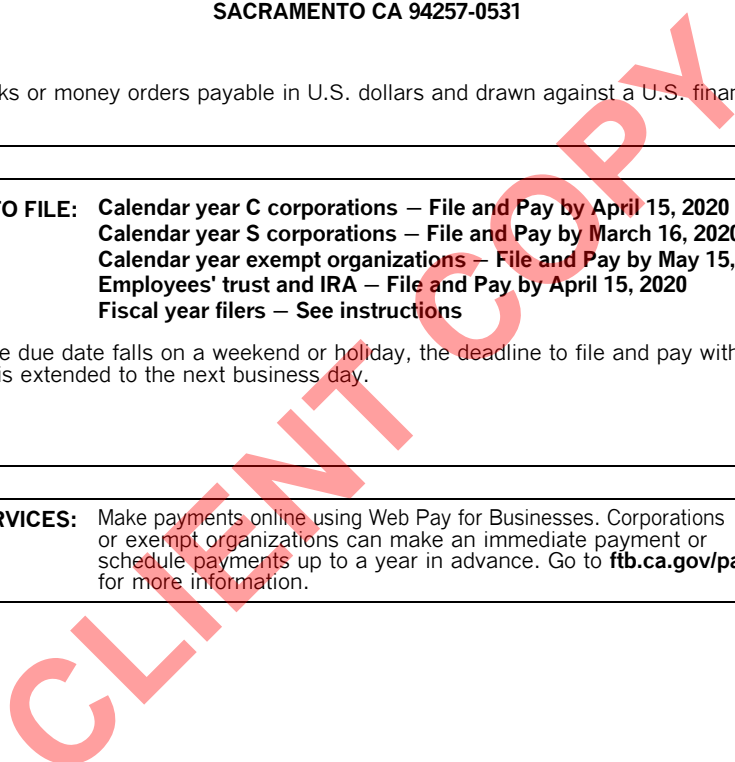 SACRAMENTO CA 94257-0531
ks or money orders payable in U.S. dollars and drawn against a U.S. finan
TO FILE: Calendar year C corporations — File and Pay by April 15, 2020
Calendar year S corporations — File and Pay by March 16, 2020
Calendar year exempt organizations — File and Pay by May 15,
Employees' trust and IRA — File and Pay by April 15, 2020
Fiscal year filers — See instructions
e due date falls on a weekend or holiday, the deadline to file and pay with
is extended to the next business day.
RVICES: Make payments online using Web Pay for Businesses. Corporations
or exempt organizations can make an immediate payment or
schedule payments up to a year in advance. Go to ftb.ca.gov/pa
for more information.
CLIENT COPY